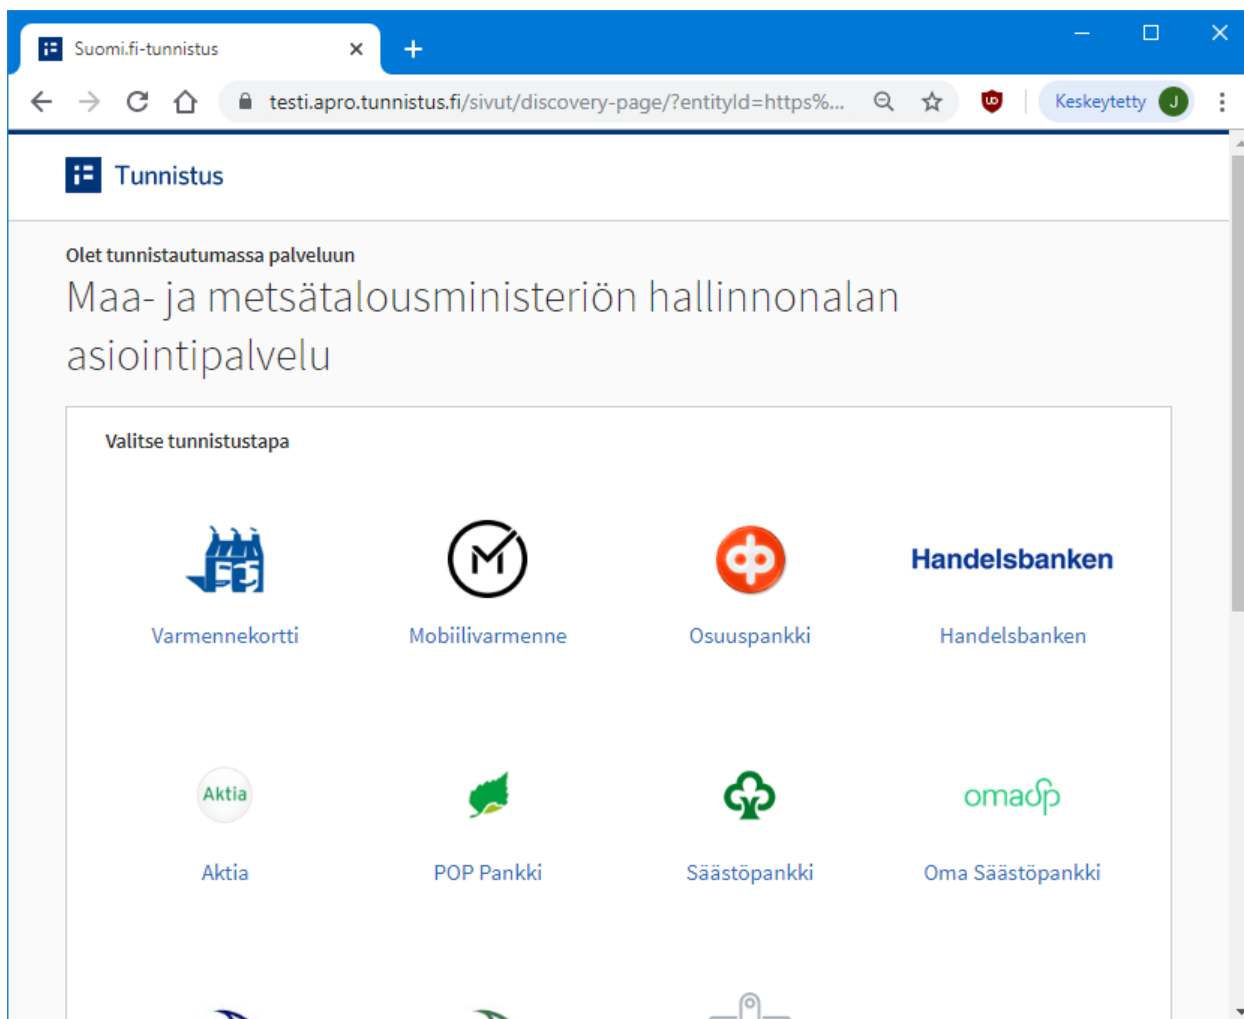 Suomi.fi-tunnistus
testi.apro.tunnistus.fi/sivut/discovery-page/?entityId=https%...
Keskeytetty J
Tunnistus
Olet tunnistautumassa palveluun
Maa- ja metsätalousministeriön hallinnonalan
asiointipalvelu
Valitse tunnistustapa
Handelsbanken
Varmennekortti Mobiilivarmenne Osuuspankki Handelsbanken
Aktia omasp
Aktia POP Pankki Säästöpankki Oma Säästöpankki